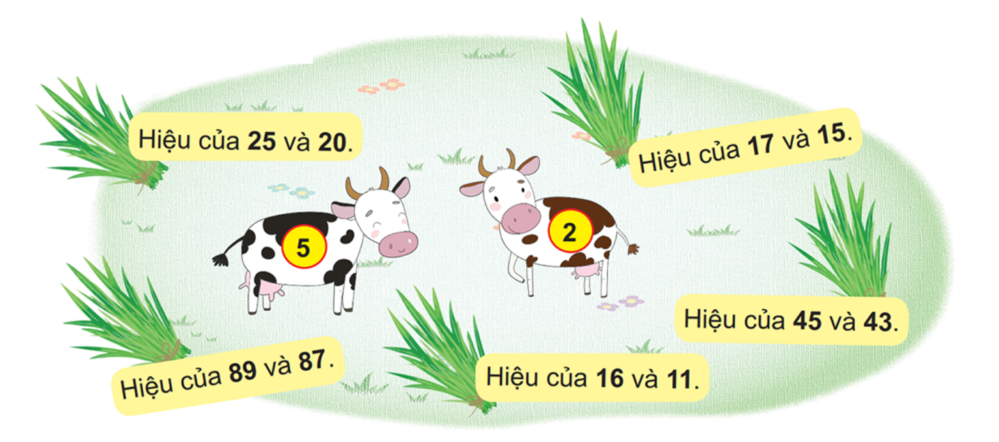 Hiệu của 25 và 20.
Hiệu của 17 và 15.
5
2
Hiệu của 45 và 43.
Hiệu của 89 và 87.
Hiệu của 16 và 11.